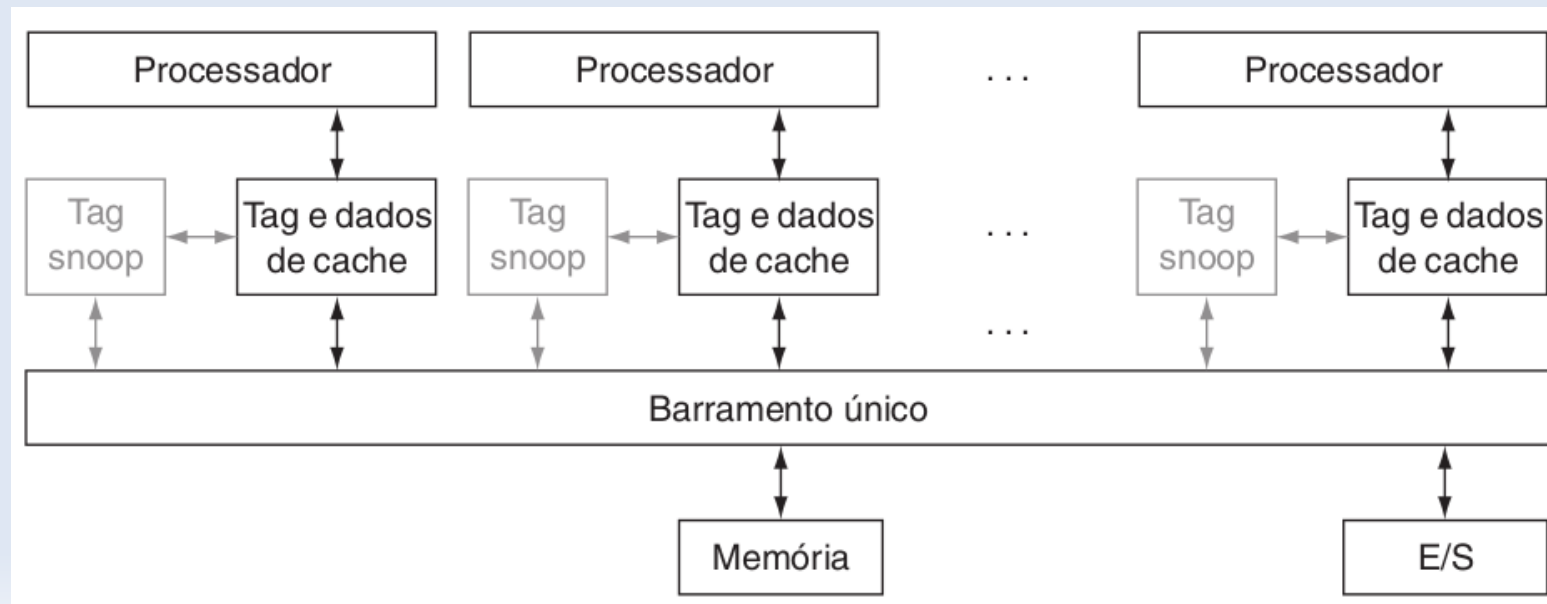 Processador
Processador
. . .
Processador
Tag
snoop
Tag e dados
de cache
Tag
snoop
Tag e dados
de cache
. . .
Tag
snoop
Tag e dados
de cache
. . .
Barramento único
Memória
E/S